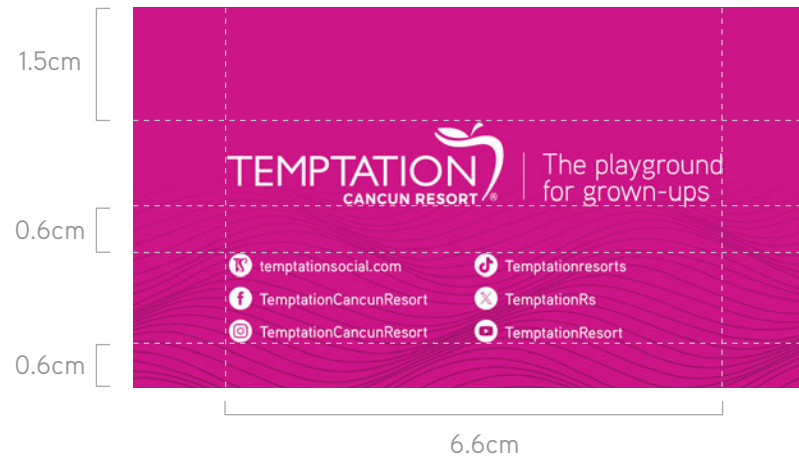 1.5cm
TEMPTATION
CANCUN RESORT ®
The playground
for grown-ups
0.6cm
TS temptationsocial.com
Temptationresorts
f TemptationCancunResort
X TemptationRs
TemptationCancunResort
TemptationResort
0.6cm
6.6cm